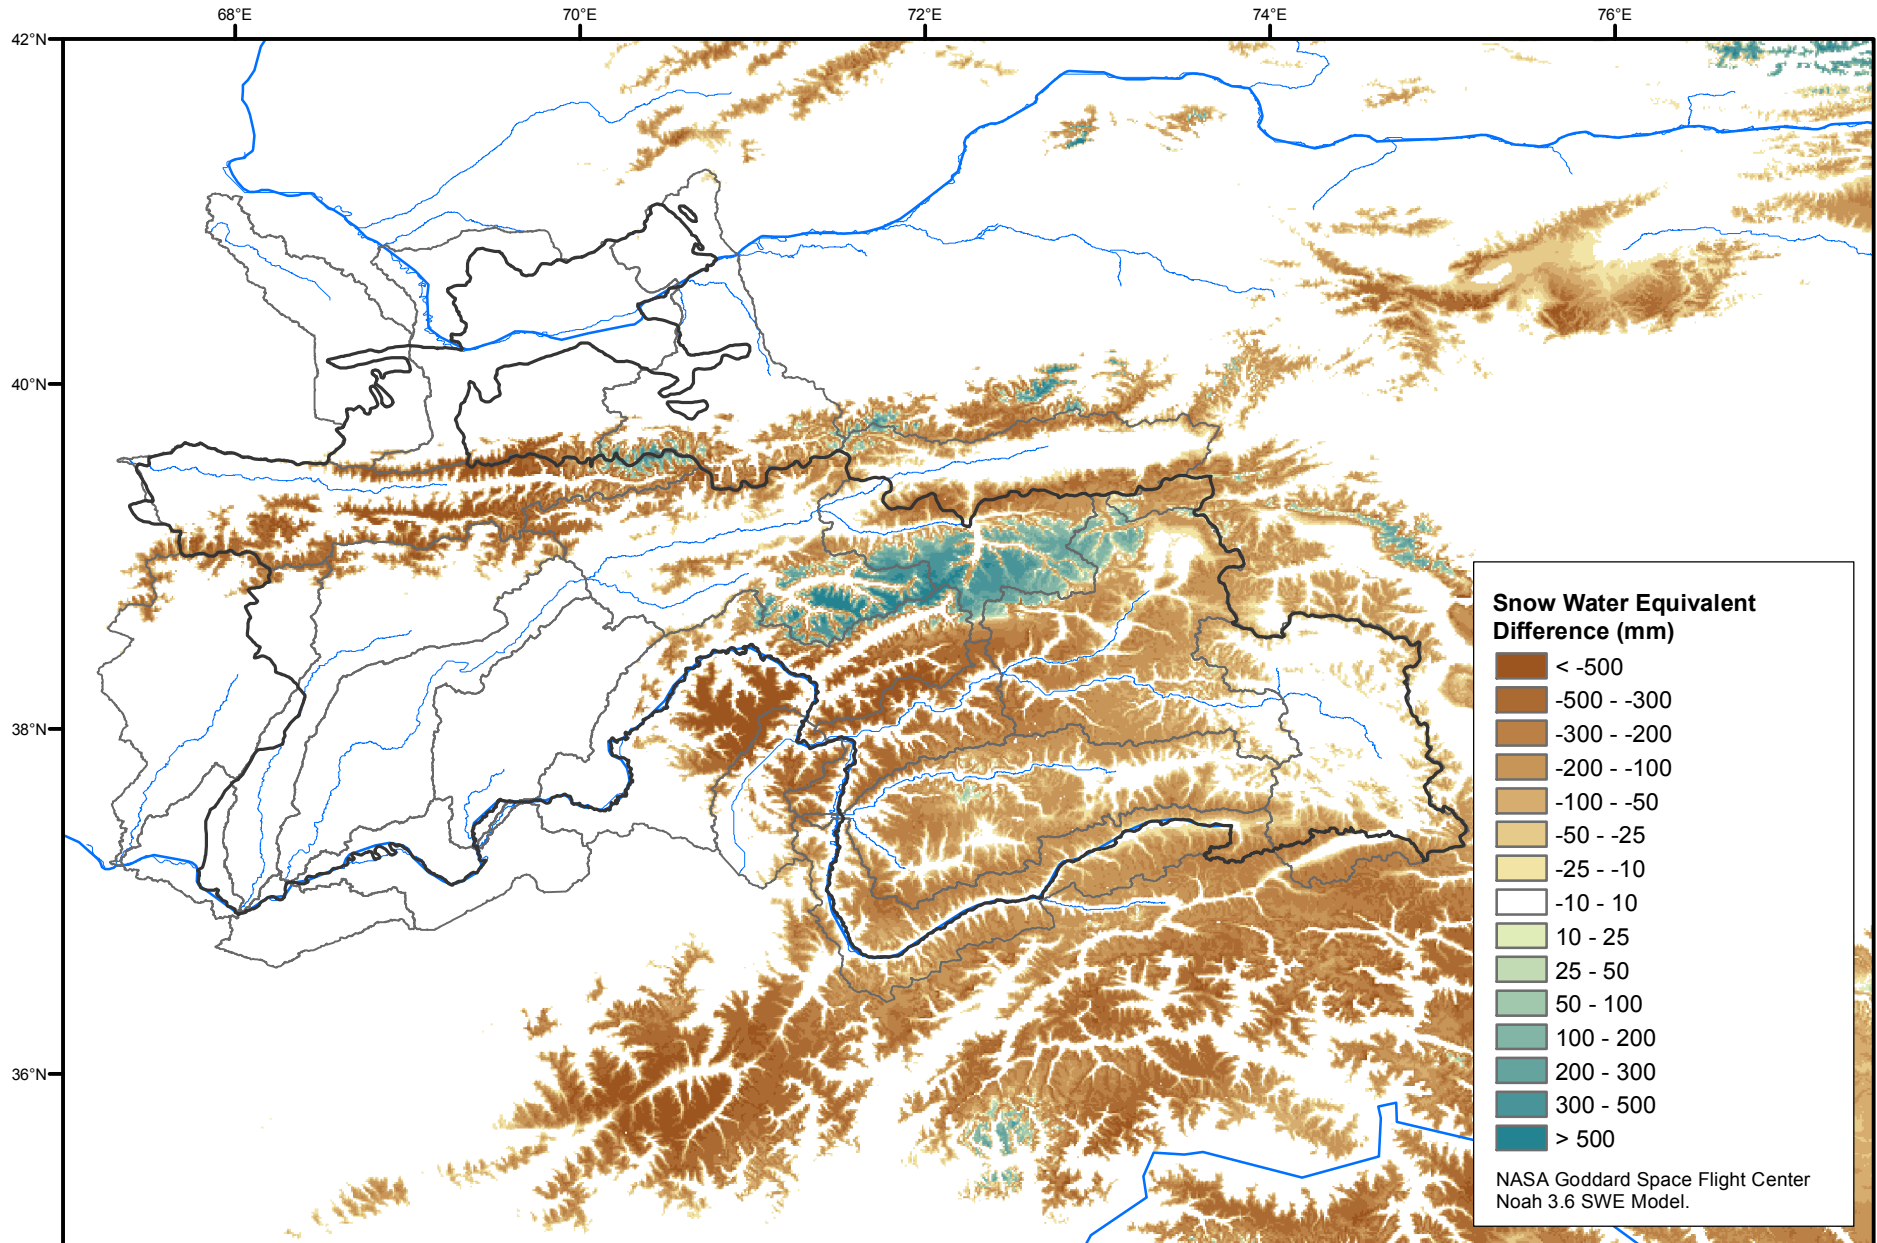 68°E 70°E 72°E 74°E 76°E
42°N
40°N
38°N
36°N
Snow Water Equivalent
Difference (mm)
< -500
-500 - -300
-300 - -200
-200 - -100
-100 - -50
-50 - -25
-25 - -10
-10 - 10
10 - 25
25 - 50
50 - 100
100 - 200
200 - 300
300 - 500
> 500
NASA Goddard Space Flight Center
Noah 3.6 SWE Model.